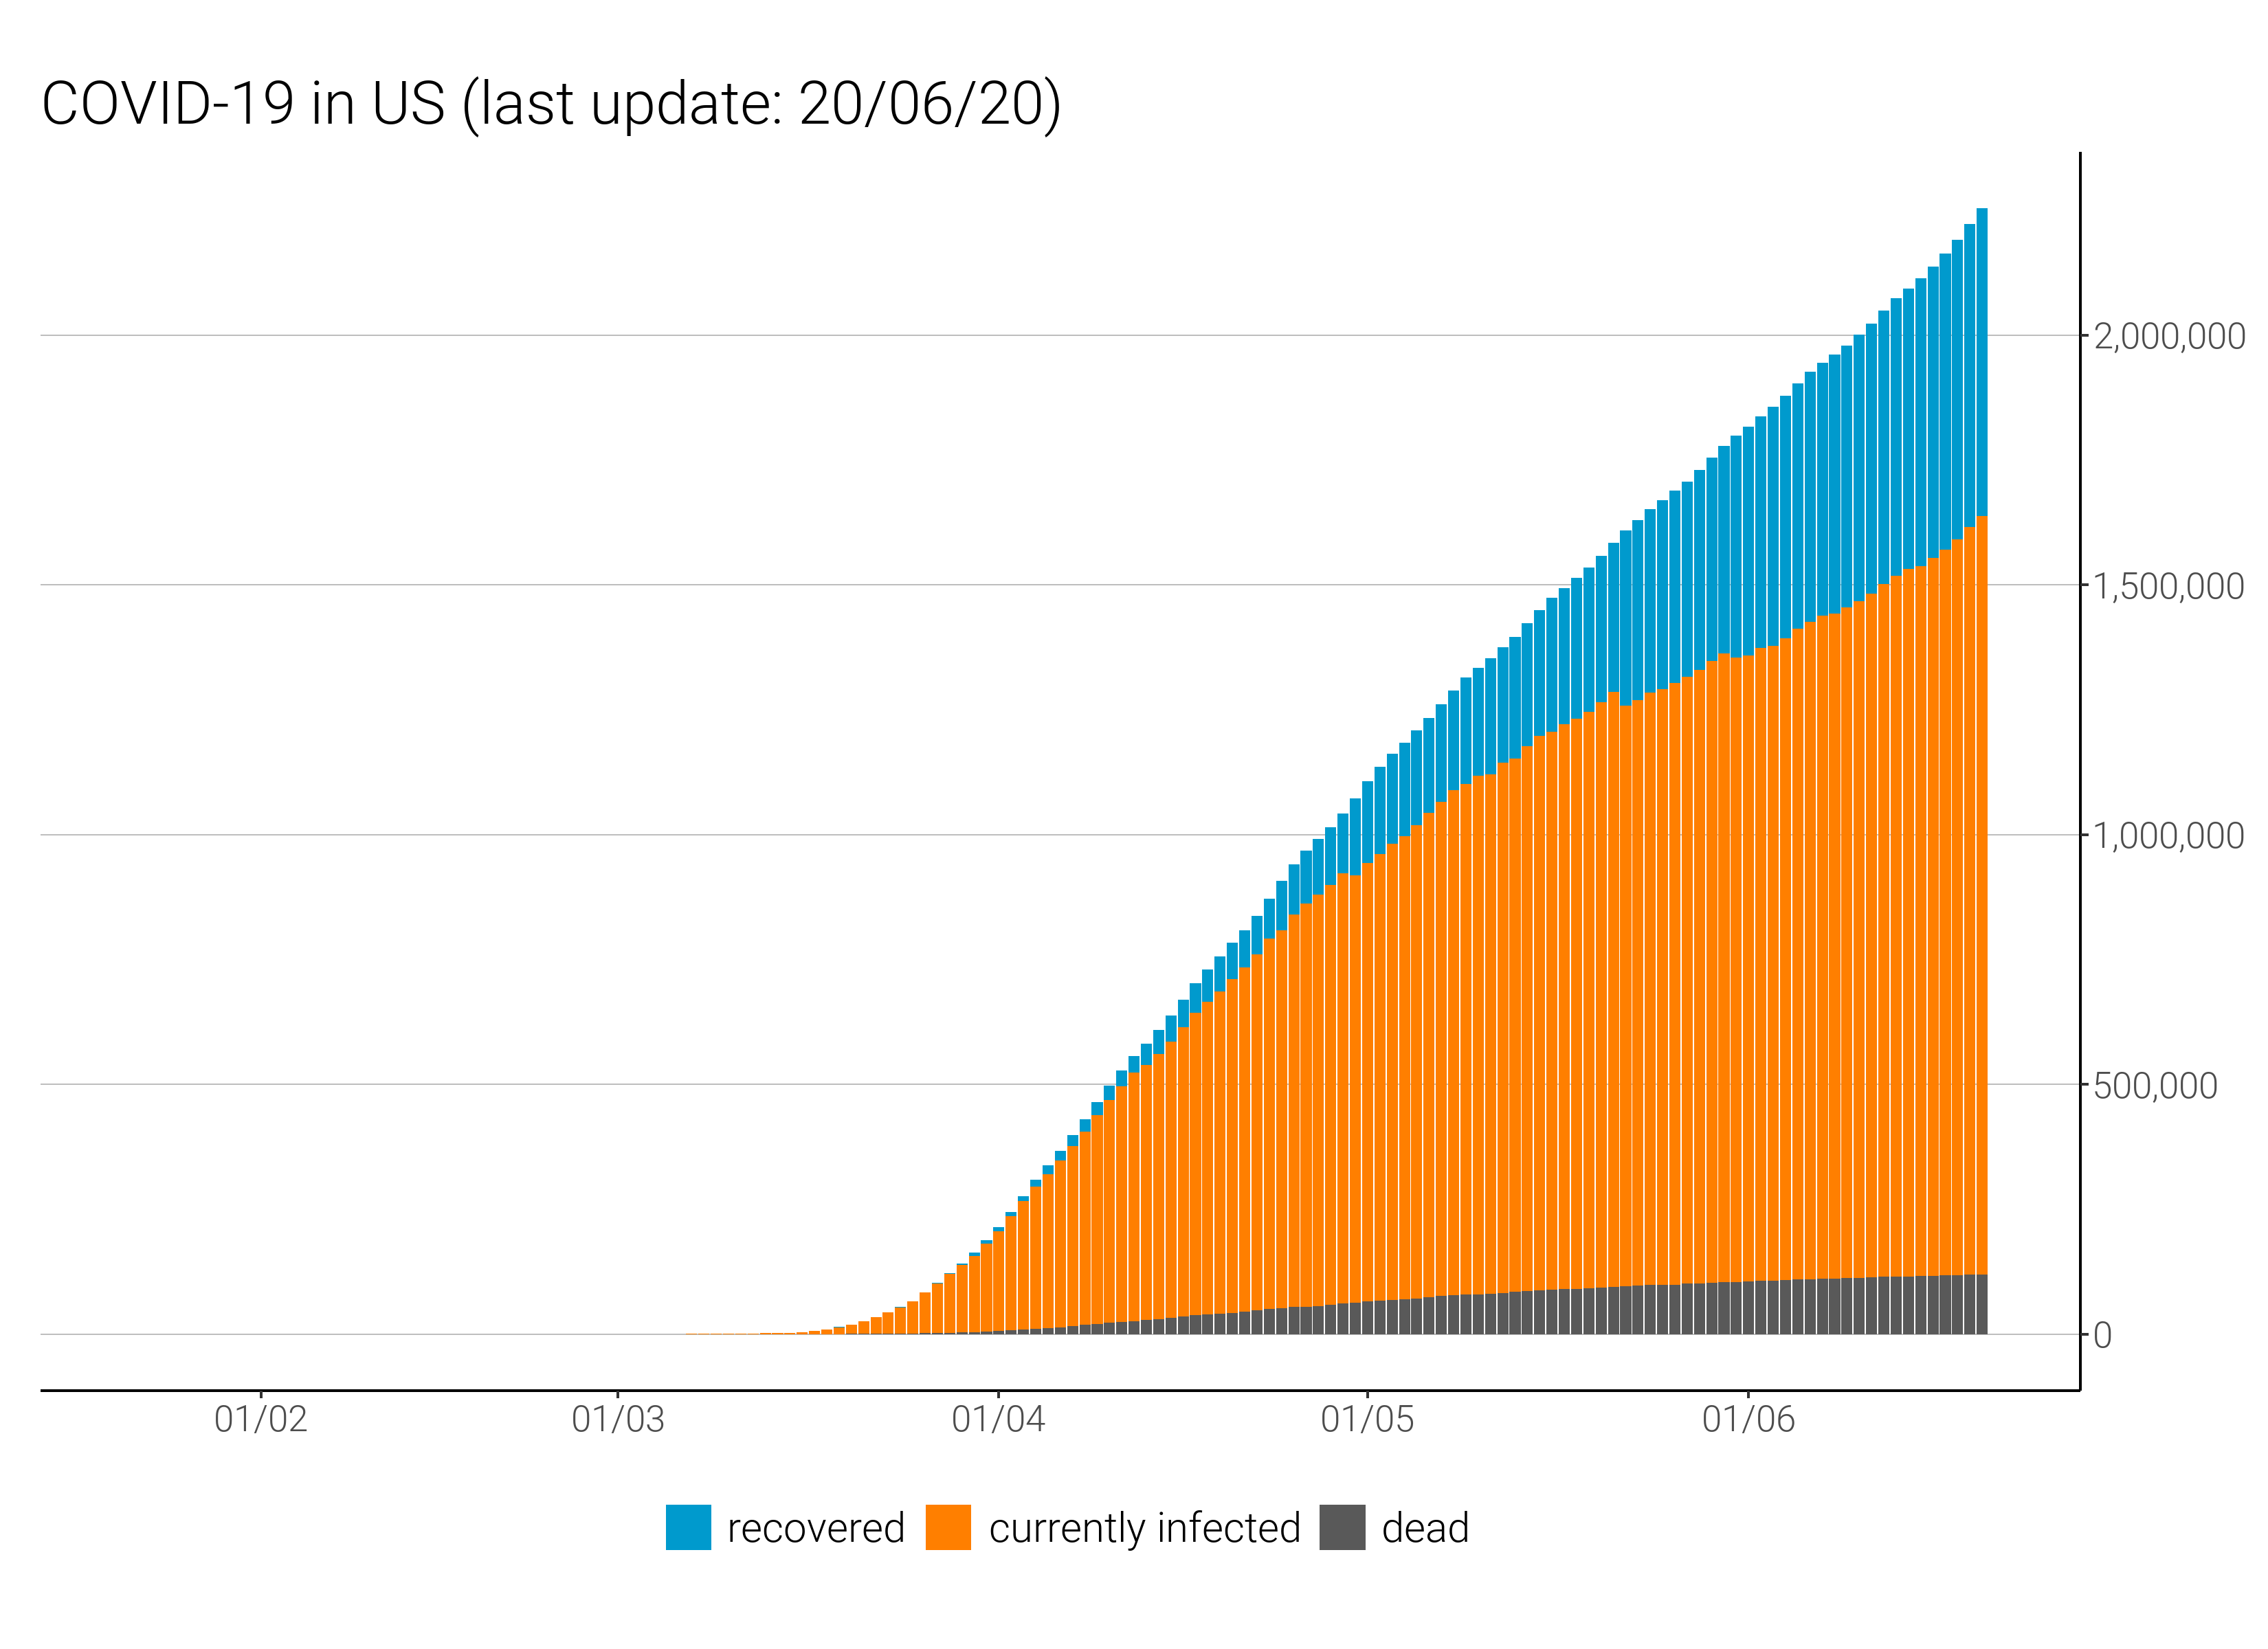 COVID-19 in US (last update: 20/06/20)
2,000,000
1,500,000
1,000,000
500,000
0
01/02 01/03 01/04 01/05 01/06
recovered currently infected dead